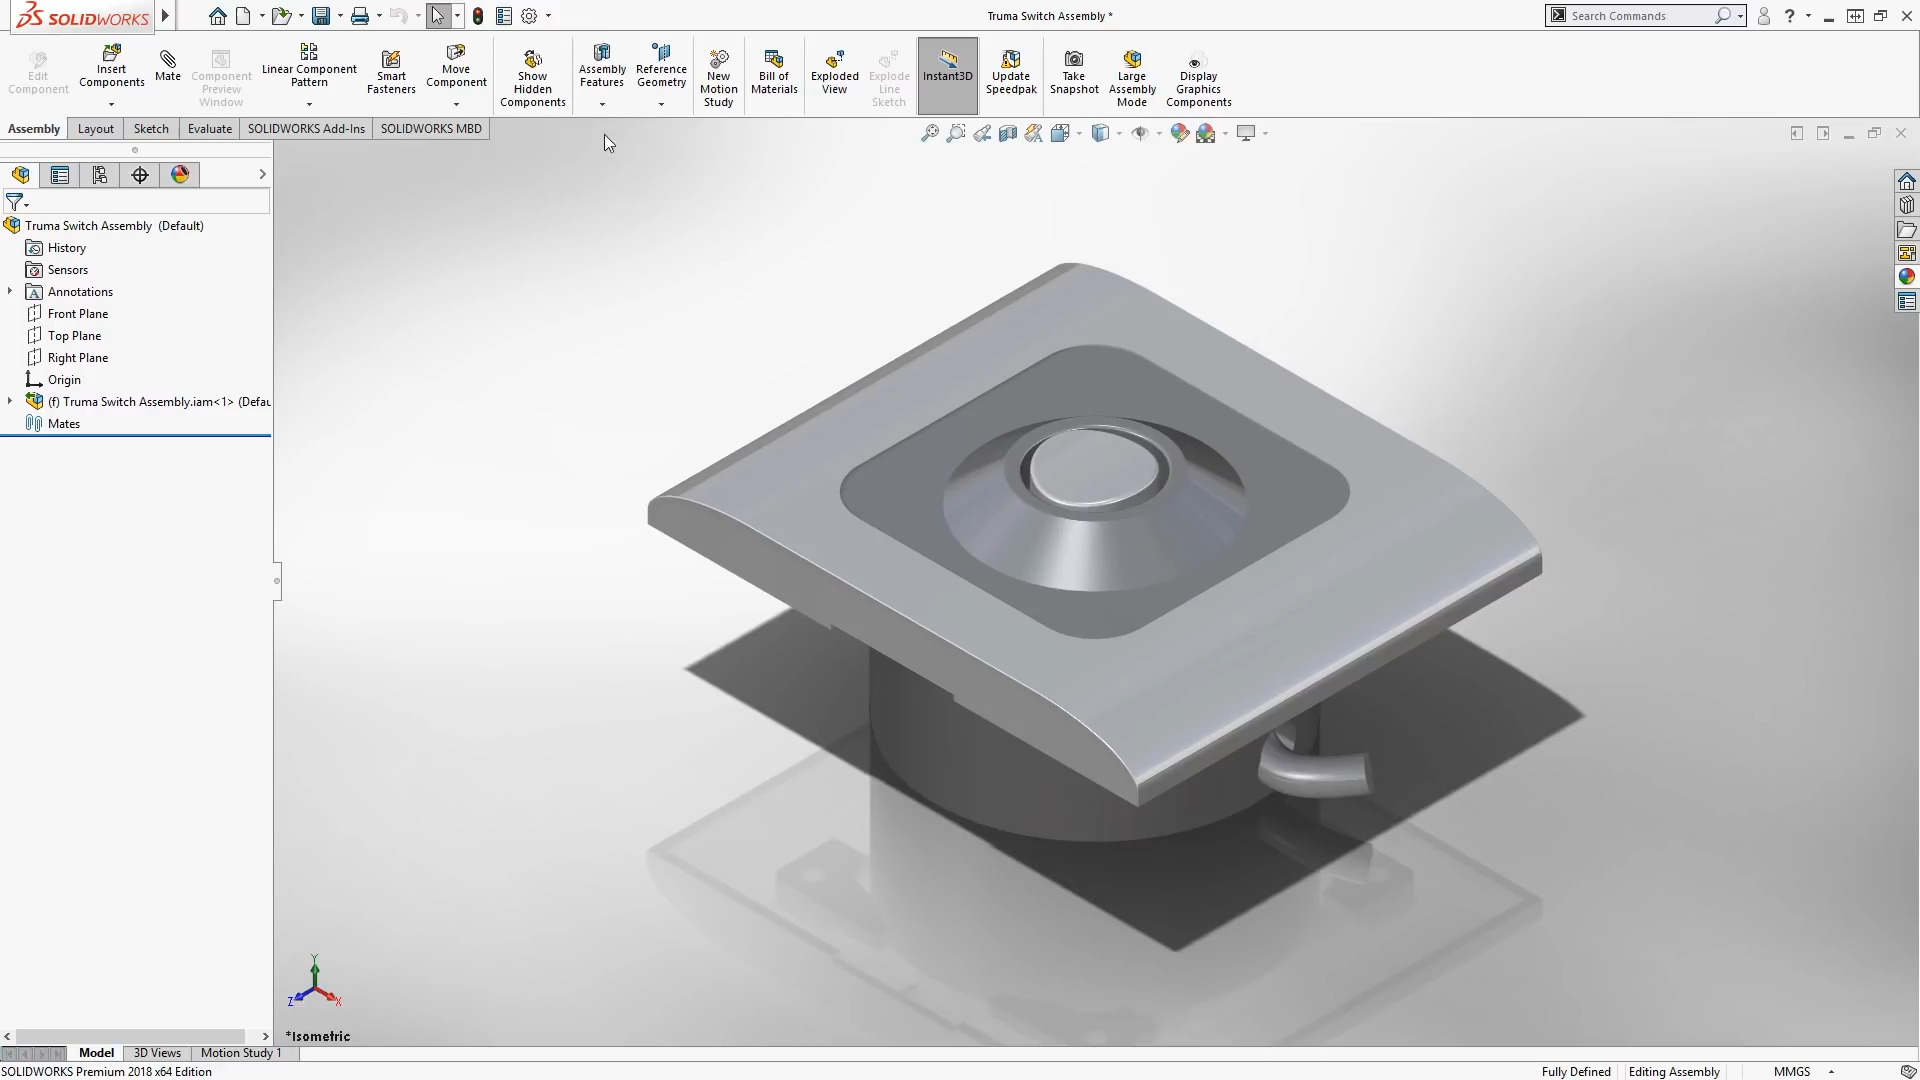 SOLIDWORKS
Truma Switch Assembly *
Search Commands
Edit Component
Insert Components
Mate
Component Preview Window
Linear Component Pattern
Smart Fasteners
Move Component
Show Hidden Components
Assembly Features
Reference Geometry
New Motion Study
Bill of Materials
Exploded View
Explode Line Sketch
Instant3D
Update Speedpak
Take Snapshot
Large Assembly Mode
Display Graphics Components
Assembly
Layout
Sketch
Evaluate
SOLIDWORKS Add-Ins
SOLIDWORKS MBD
Truma Switch Assembly (Default)
History
Sensors
Annotations
Front Plane
Top Plane
Right Plane
Origin
(f) Truma Switch Assembly.iam<1> (Defau
Mates
Y
Z
X
*Isometric
Model
3D Views
Motion Study 1
SOLIDWORKS Premium 2018 x64 Edition
Fully Defined
Editing Assembly
MMGS